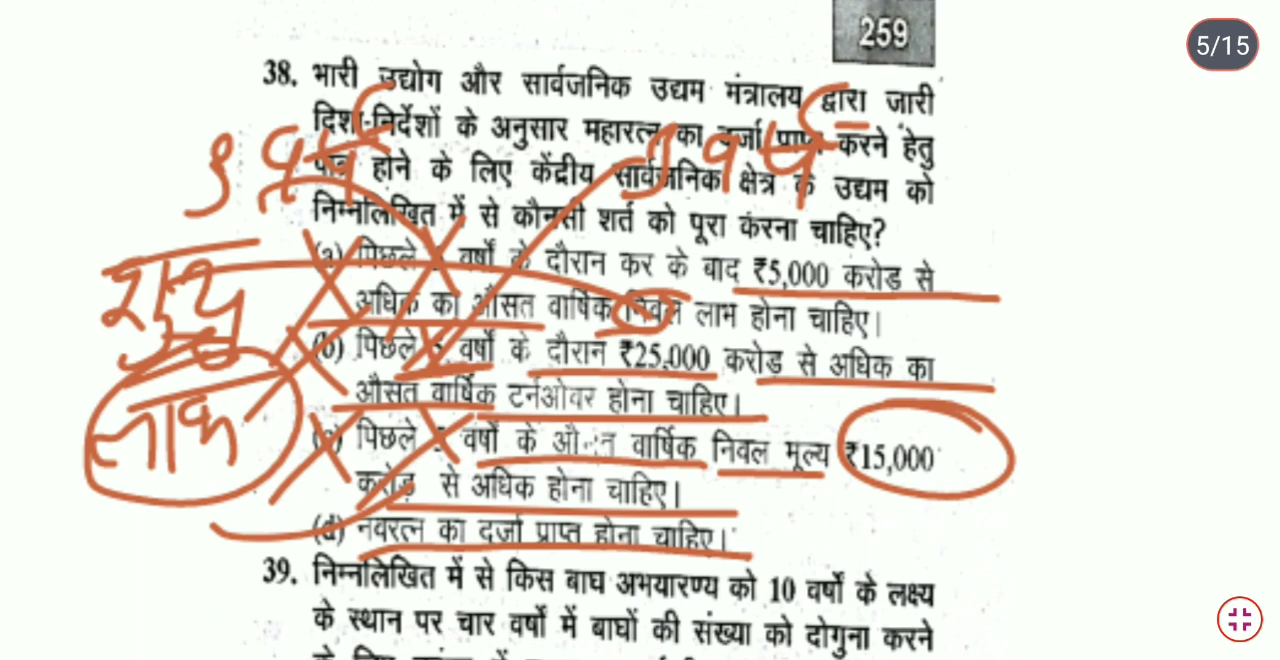 259
5/15
38. भारी उद्योग और सार्वजनिक उद्यम मंत्रालय द्वारा जारी
दिशा-निर्देशों के अनुसार महारत्न का दर्जा प्राप्त करने हेतु
पात्र होने के लिए केंद्रीय सार्वजनिक क्षेत्र के उद्यम को
निम्नलिखित में से कौनसी शर्त को पूरा करना चाहिए?
(a) पिछले वर्षों के दौरान कर के बाद ₹5,000 करोड से
अधिक का औसत वार्षिक निवल लाभ होना चाहिए।
(b) पिछले वर्षों के दौरान ₹25,000 करोड़ से अधिक का
औसत वार्षिक टर्नओवर होना चाहिए।
(c) पिछले वर्षों के औसत वार्षिक निवल मूल्य ₹15,000
करोड़ से अधिक होना चाहिए।
(d) नवरत्न का दर्जा प्राप्त होना चाहिए।
39. निम्नलिखित में से किस बाघ अभयारण्य को 10 वर्षों के लक्ष्य
के स्थान पर चार वर्षों में बाघों की संख्या को दोगुना करने